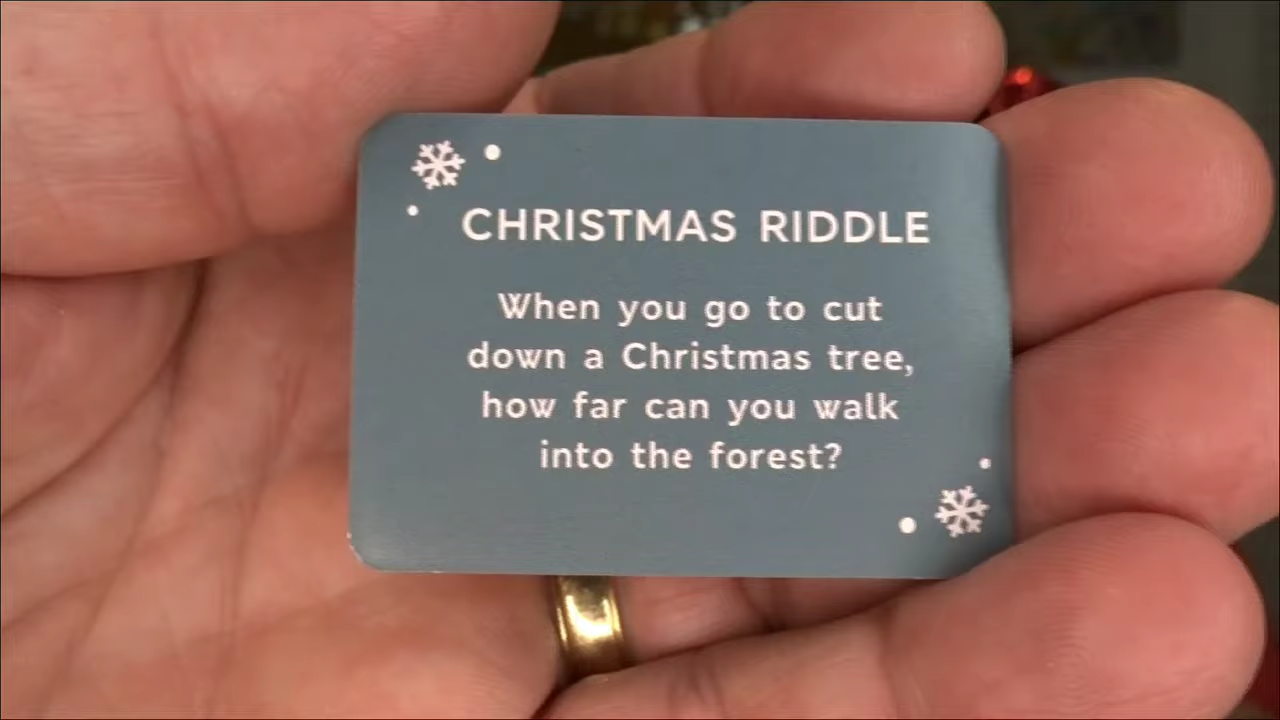 CHRISTMAS RIDDLE
When you go to cut
down a Christmas tree,
how far can you walk
into the forest?